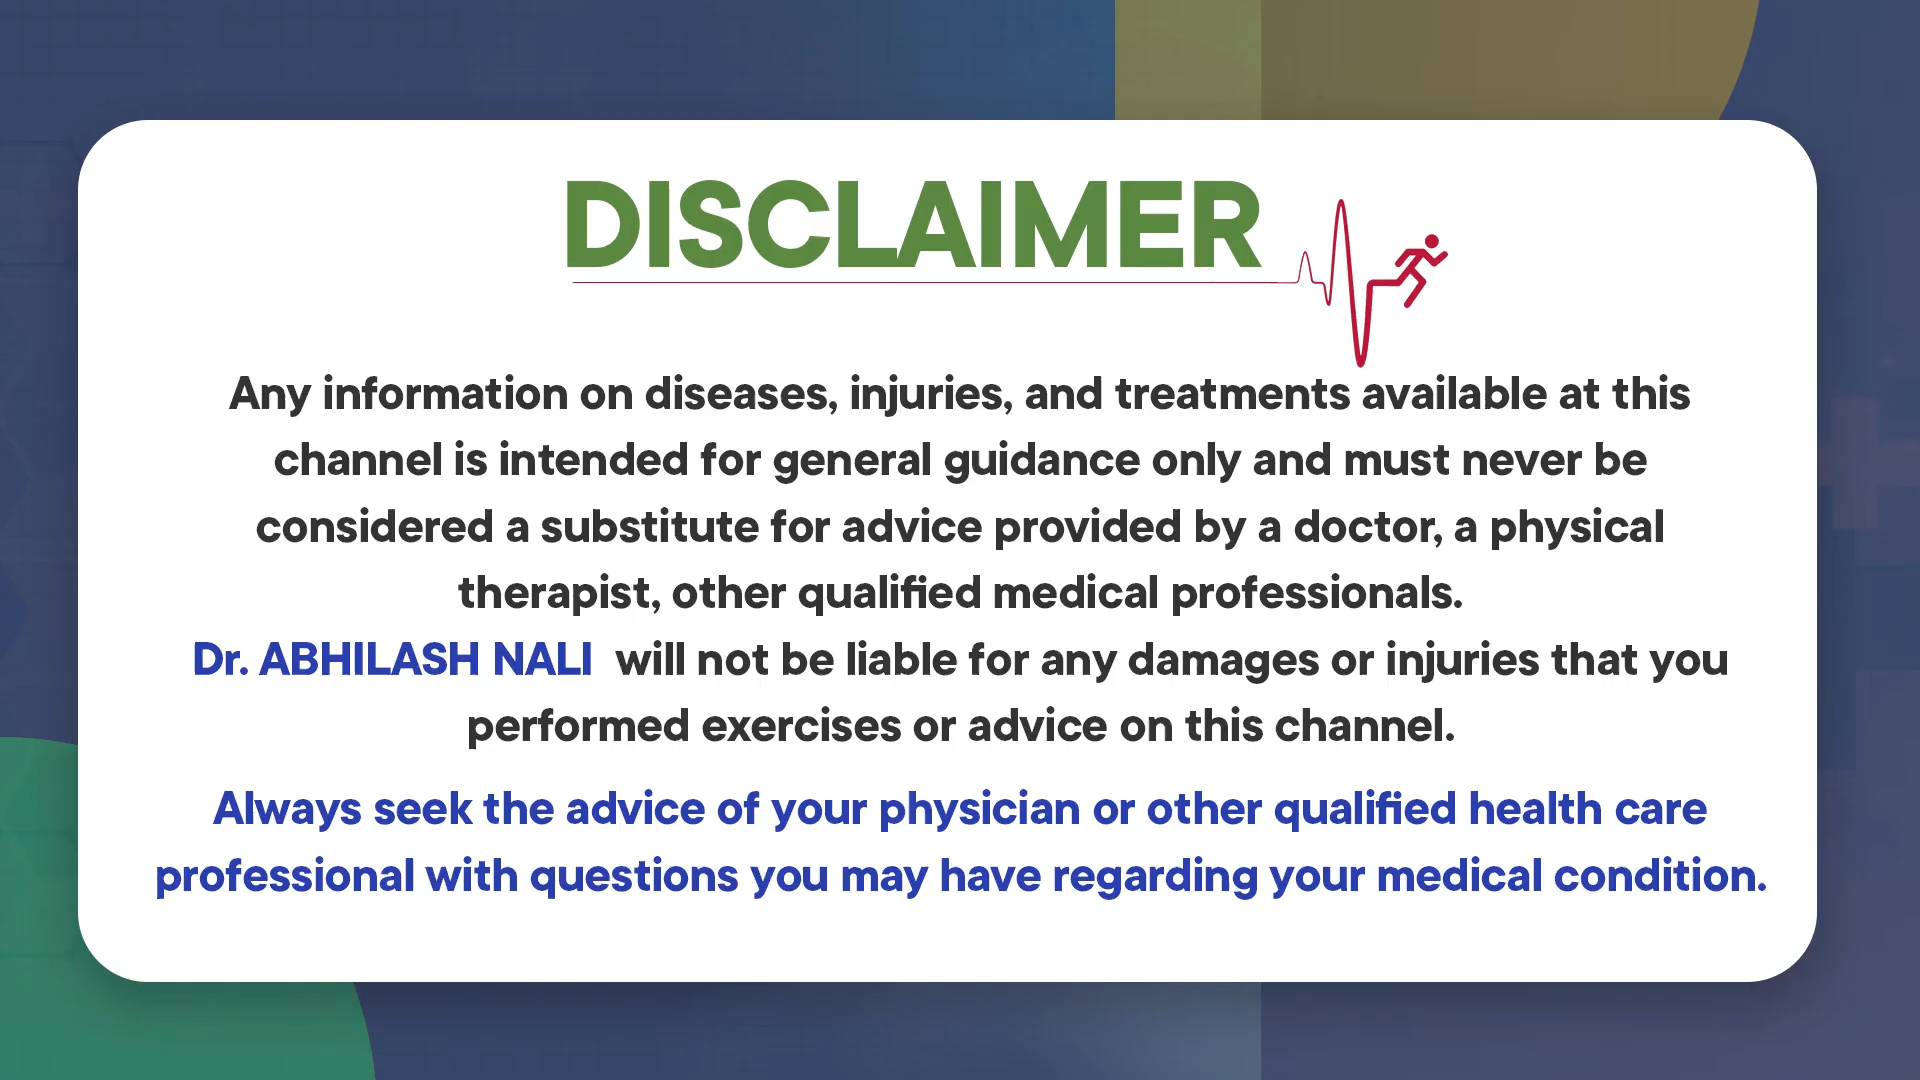 DISCLAIMER
Any information on diseases, injuries, and treatments available at this
channel is intended for general guidance only and must never be
considered a substitute for advice provided by a doctor, a physical
therapist, other qualified medical professionals.
Dr. ABHILASH NALI will not be liable for any damages or injuries that you
performed exercises or advice on this channel.
Always seek the advice of your physician or other qualified health care
professional with questions you may have regarding your medical condition.